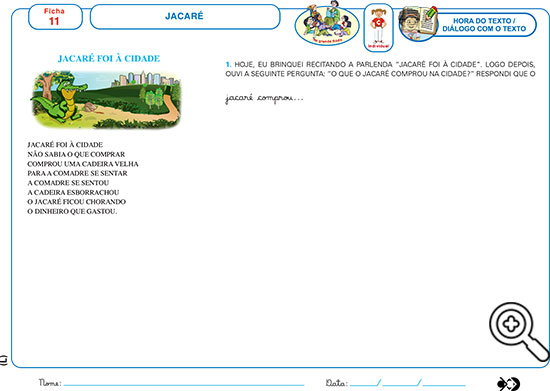 Ficha
11
JACARÉ
Em grande roda
Individual
HORA DO TEXTO /
DIÁLOGO COM O TEXTO
JACARÉ FOI À CIDADE
JACARÉ FOI À CIDADE
NÃO SABIA O QUE COMPRAR
COMPROU UMA CADEIRA VELHA
PARA A COMADRE SE SENTAR
A COMADRE SE SENTOU
A CADEIRA ESBORRACHOU
O JACARÉ FICOU CHORANDO
O DINHEIRO QUE GASTOU.
1. HOJE, EU BRINQUEI RECITANDO A PARLENDA "JACARÉ FOI À CIDADE". LOGO DEPOIS,
OUVI A SEGUINTE PERGUNTA: "O QUE O JACARÉ COMPROU NA CIDADE?" RESPONDI QUE O
jacaré comprou...
Nome:
Data: / / /